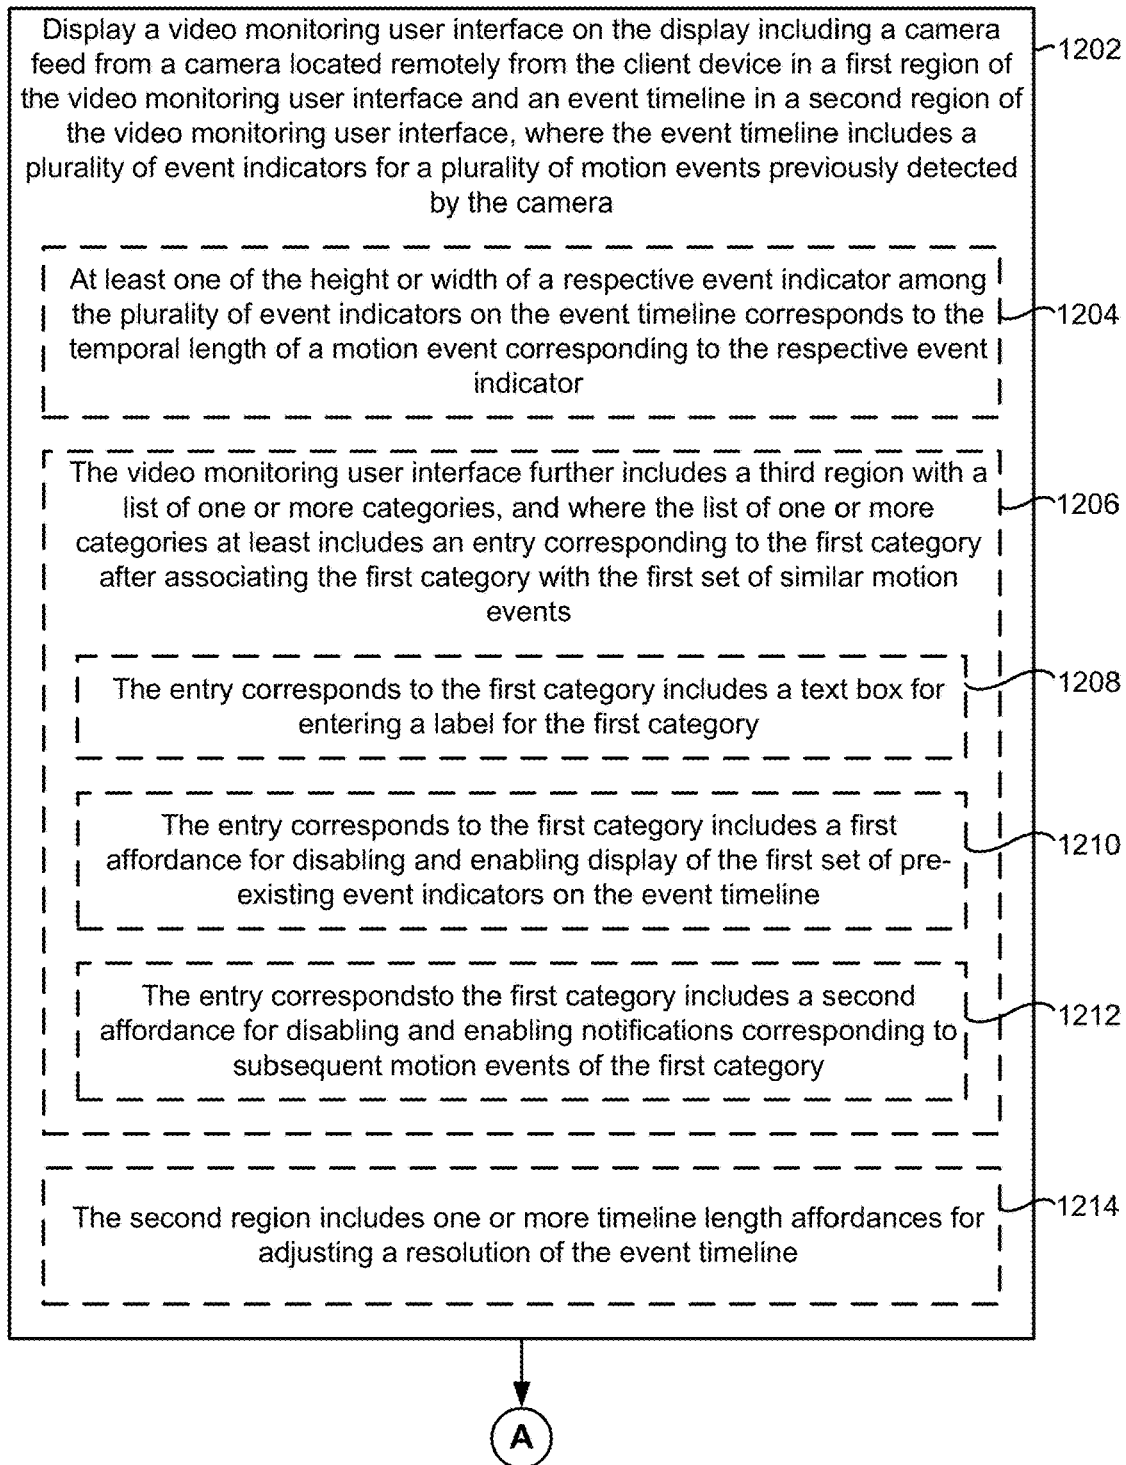 Display a video monitoring user interface on the display including a camera
feed from a camera located remotely from the client device in a first region of
the video monitoring user interface and an event timeline in a second region of
the video monitoring user interface, where the event timeline includes a
plurality of event indicators for a plurality of motion events previously detected
by the camera
1202
At least one of the height or width of a respective event indicator among
the plurality of event indicators on the event timeline corresponds to the
temporal length of a motion event corresponding to the respective event
indicator
1204
The video monitoring user interface further includes a third region with a
list of one or more categories, and where the list of one or more
categories at least includes an entry corresponding to the first category
after associating the first category with the first set of similar motion
events
1206
The entry corresponds to the first category includes a text box for
entering a label for the first category
1208
The entry corresponds to the first category includes a first
affordance for disabling and enabling display of the first set of pre-
existing event indicators on the event timeline
1210
The entry correspondsto the first category includes a second
affordance for disabling and enabling notifications corresponding to
subsequent motion events of the first category
1212
The second region includes one or more timeline length affordances for
adjusting a resolution of the event timeline
1214
A